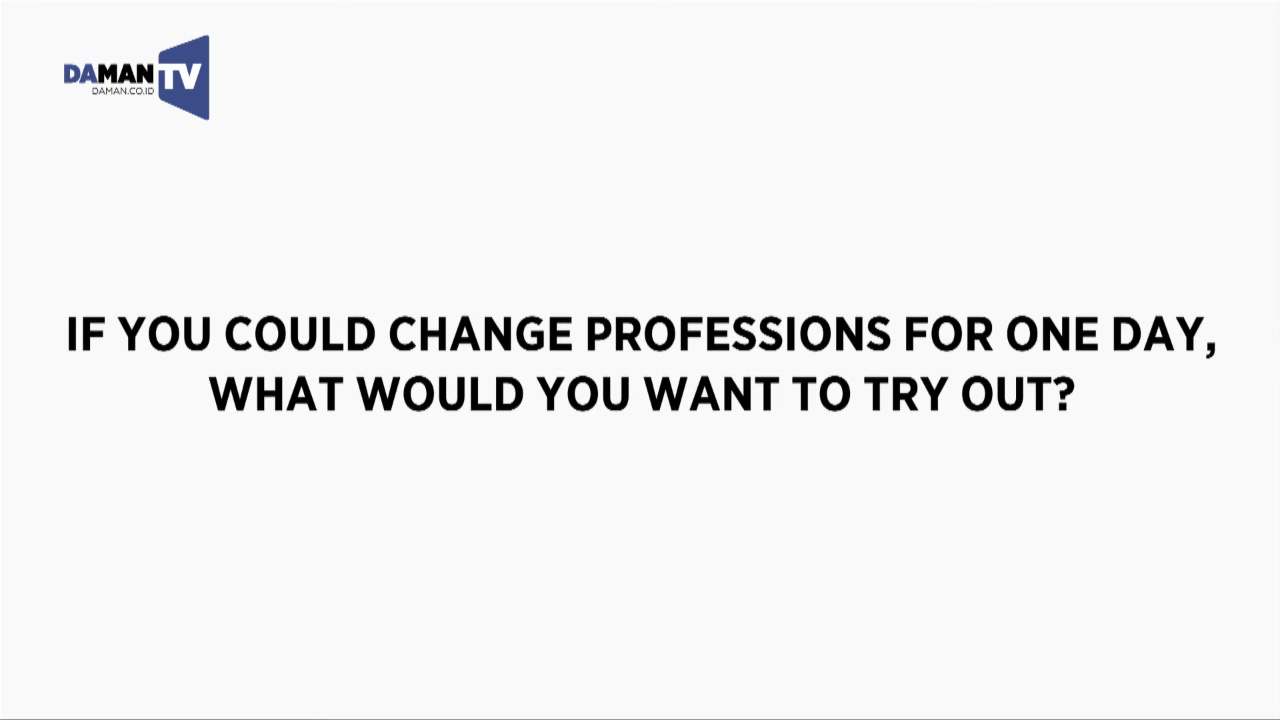 DAMAN TV
DAMAN.CO.ID
IF YOU COULD CHANGE PROFESSIONS FOR ONE DAY,
WHAT WOULD YOU WANT TO TRY OUT?